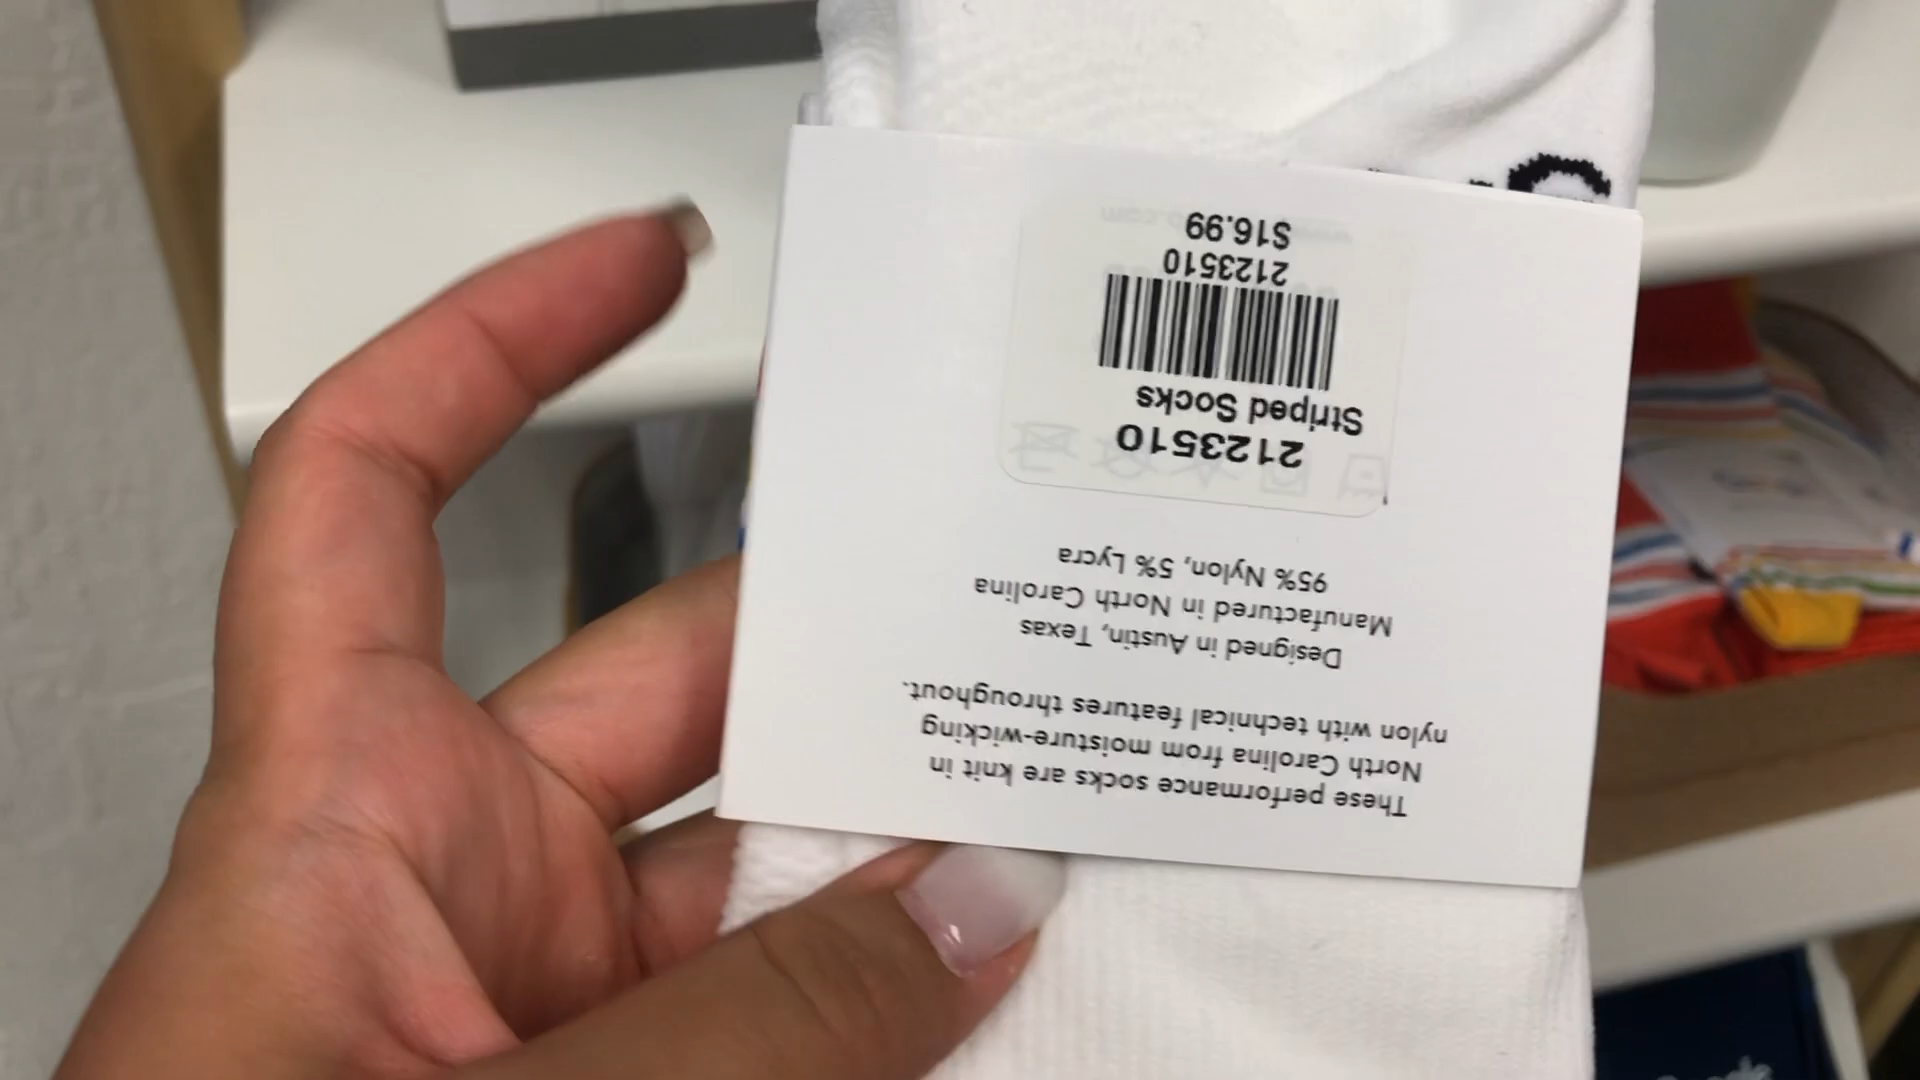 These performance socks are knit in
North Carolina from moisture-wicking
nylon with technical features throughout.
Designed in Austin, Texas
Manufactured in North Carolina
95% Nylon, 5% Lycra
2123510
Striped Socks
2123510
$16.99